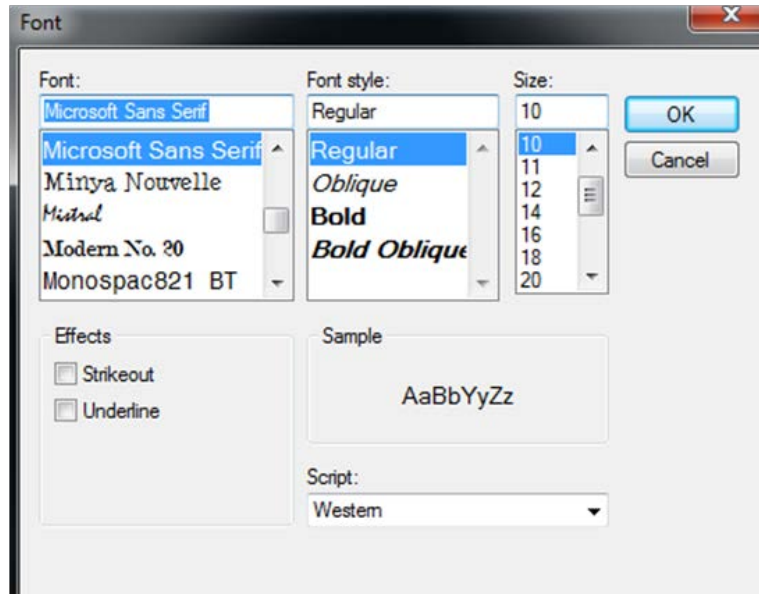 Font
Font:
Microsoft Sans Serif
Microsoft Sans Serif
Minya Nouvelle
Mistral
Modern No. 20
Monospac821 BT
Font style:
Regular
Regular
Oblique
Bold
Bold Oblique
Size:
10
10
11
12
14
16
18
20
OK
Cancel
Effects
Strikeout
Underline
Sample
AaBbYyZz
Script:
Western